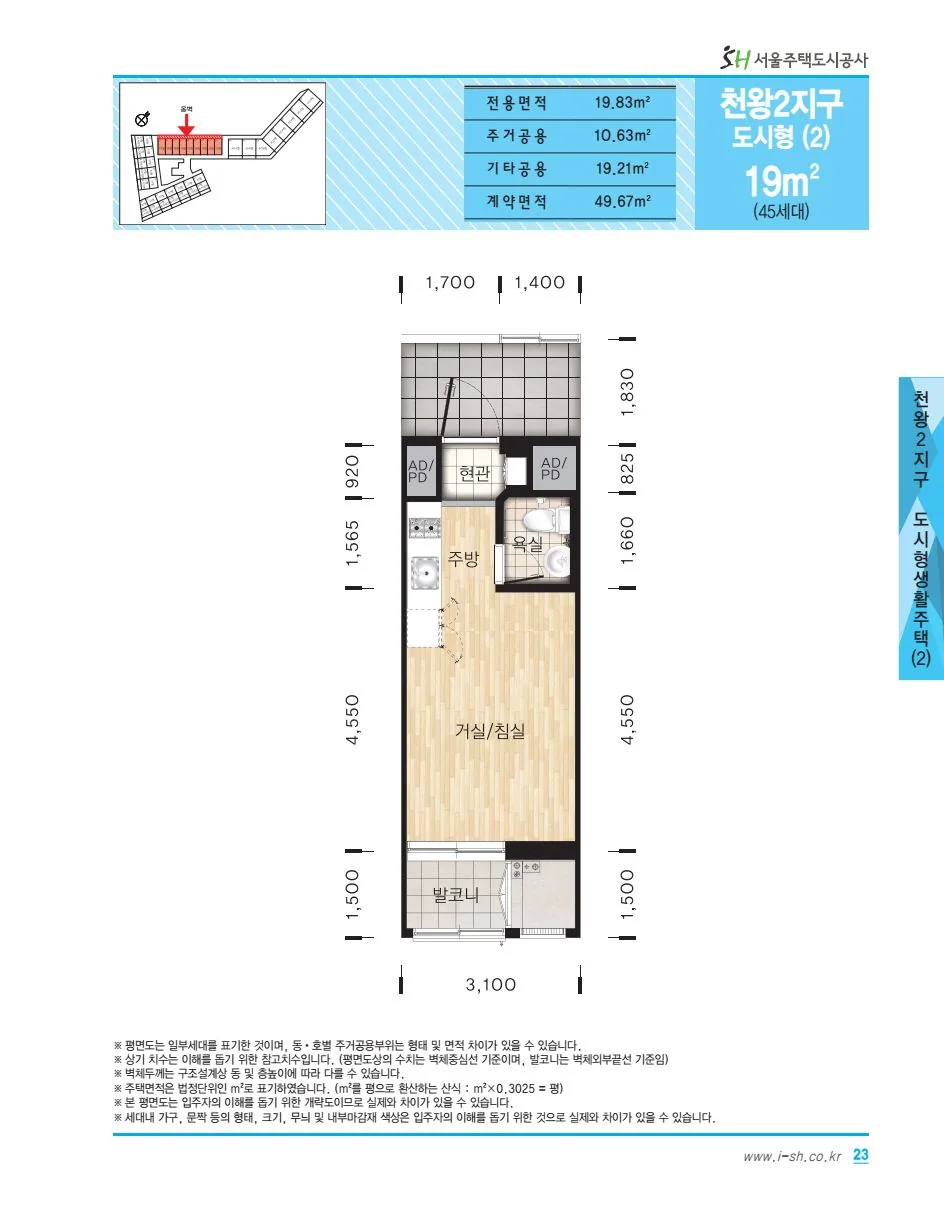 SH 서울주택도시공사
옹벽
전용면적 19.83m²
주거공용 10.63m²
기타공용 19.21m²
계약면적 49.67m²
천왕2지구
도시형 (2)
19m²
(45세대)
1,700 1,400
1,830
920
825
AD/
PD
현관
AD/
PD
1,565
1,660
주방
욕실
4,550
4,550
거실/침실
1,500
1,500
발코니
3,100
천왕2지구 도시형생활주택(2)
※ 평면도는 일부세대를 표기한 것이며, 동·호별 주거공용부위는 형태 및 면적 차이가 있을 수 있습니다.
※ 상기 치수는 이해를 돕기 위한 참고치수입니다. (평면도상의 수치는 벽체중심선 기준이며, 발코니는 벽체외부끝선 기준임)
※ 벽체두께는 구조설계상 동 및 층높이에 따라 다를 수 있습니다.
※ 주택면적은 법정단위인 m²로 표기하였습니다. (m²를 평으로 환산하는 산식 : m²×0.3025 = 평)
※ 본 평면도는 입주자의 이해를 돕기 위한 개략도이므로 실제와 차이가 있을 수 있습니다.
※ 세대내 가구, 문짝 등의 형태, 크기, 무늬 및 내부마감재 색상은 입주자의 이해를 돕기 위한 것으로 실제와 차이가 있을 수 있습니다.
www.i-sh.co.kr 23